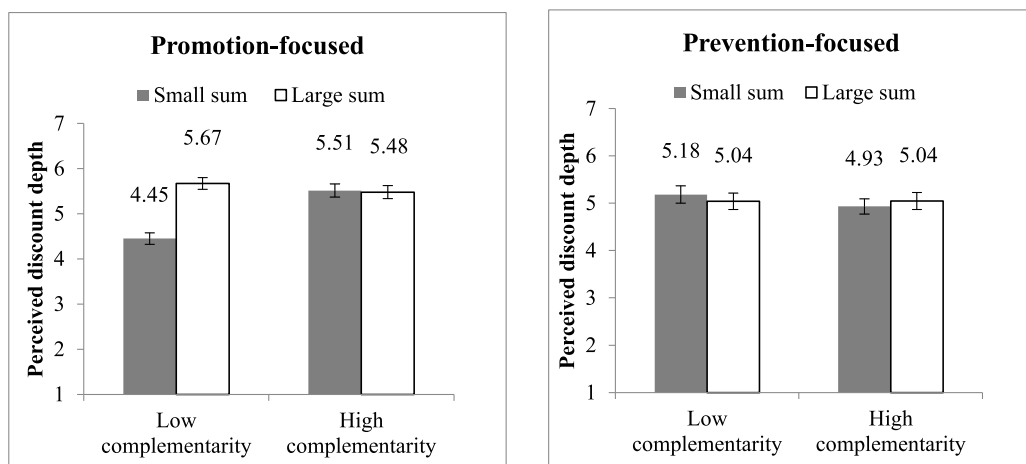 Promotion-focused
Small sum Large sum
Perceived discount depth
7
6
5
4
3
2
1
4.45
5.67
5.51
5.48
Low
complementarity
High
complementarity
Prevention-focused
Small sum Large sum
Perceived discount depth
7
6
5
4
3
2
1
5.18
5.04
4.93
5.04
Low
complementarity
High
complementarity